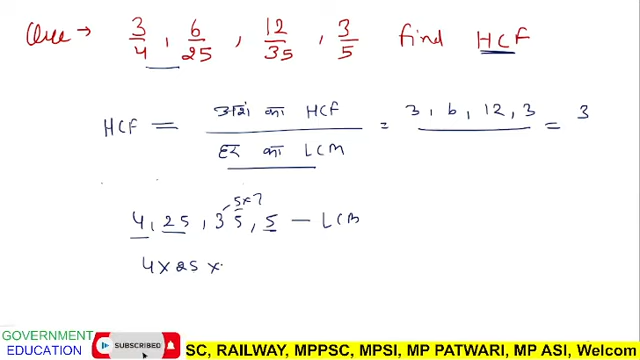 Que → 3/4 , 6/25 , 12/35 , 3/5 find HCF
HCF = अंश का HCF / हर का LCM = 3, 6, 12, 3 / = 3
5×7
4, 25, 35, 5 — LCM
4 × 25 ×
GOVERNMENT
EDUCATION
SUBSCRIBED
SC, RAILWAY, MPPSC, MPSI, MP PATWARI, MP ASI, Welcom